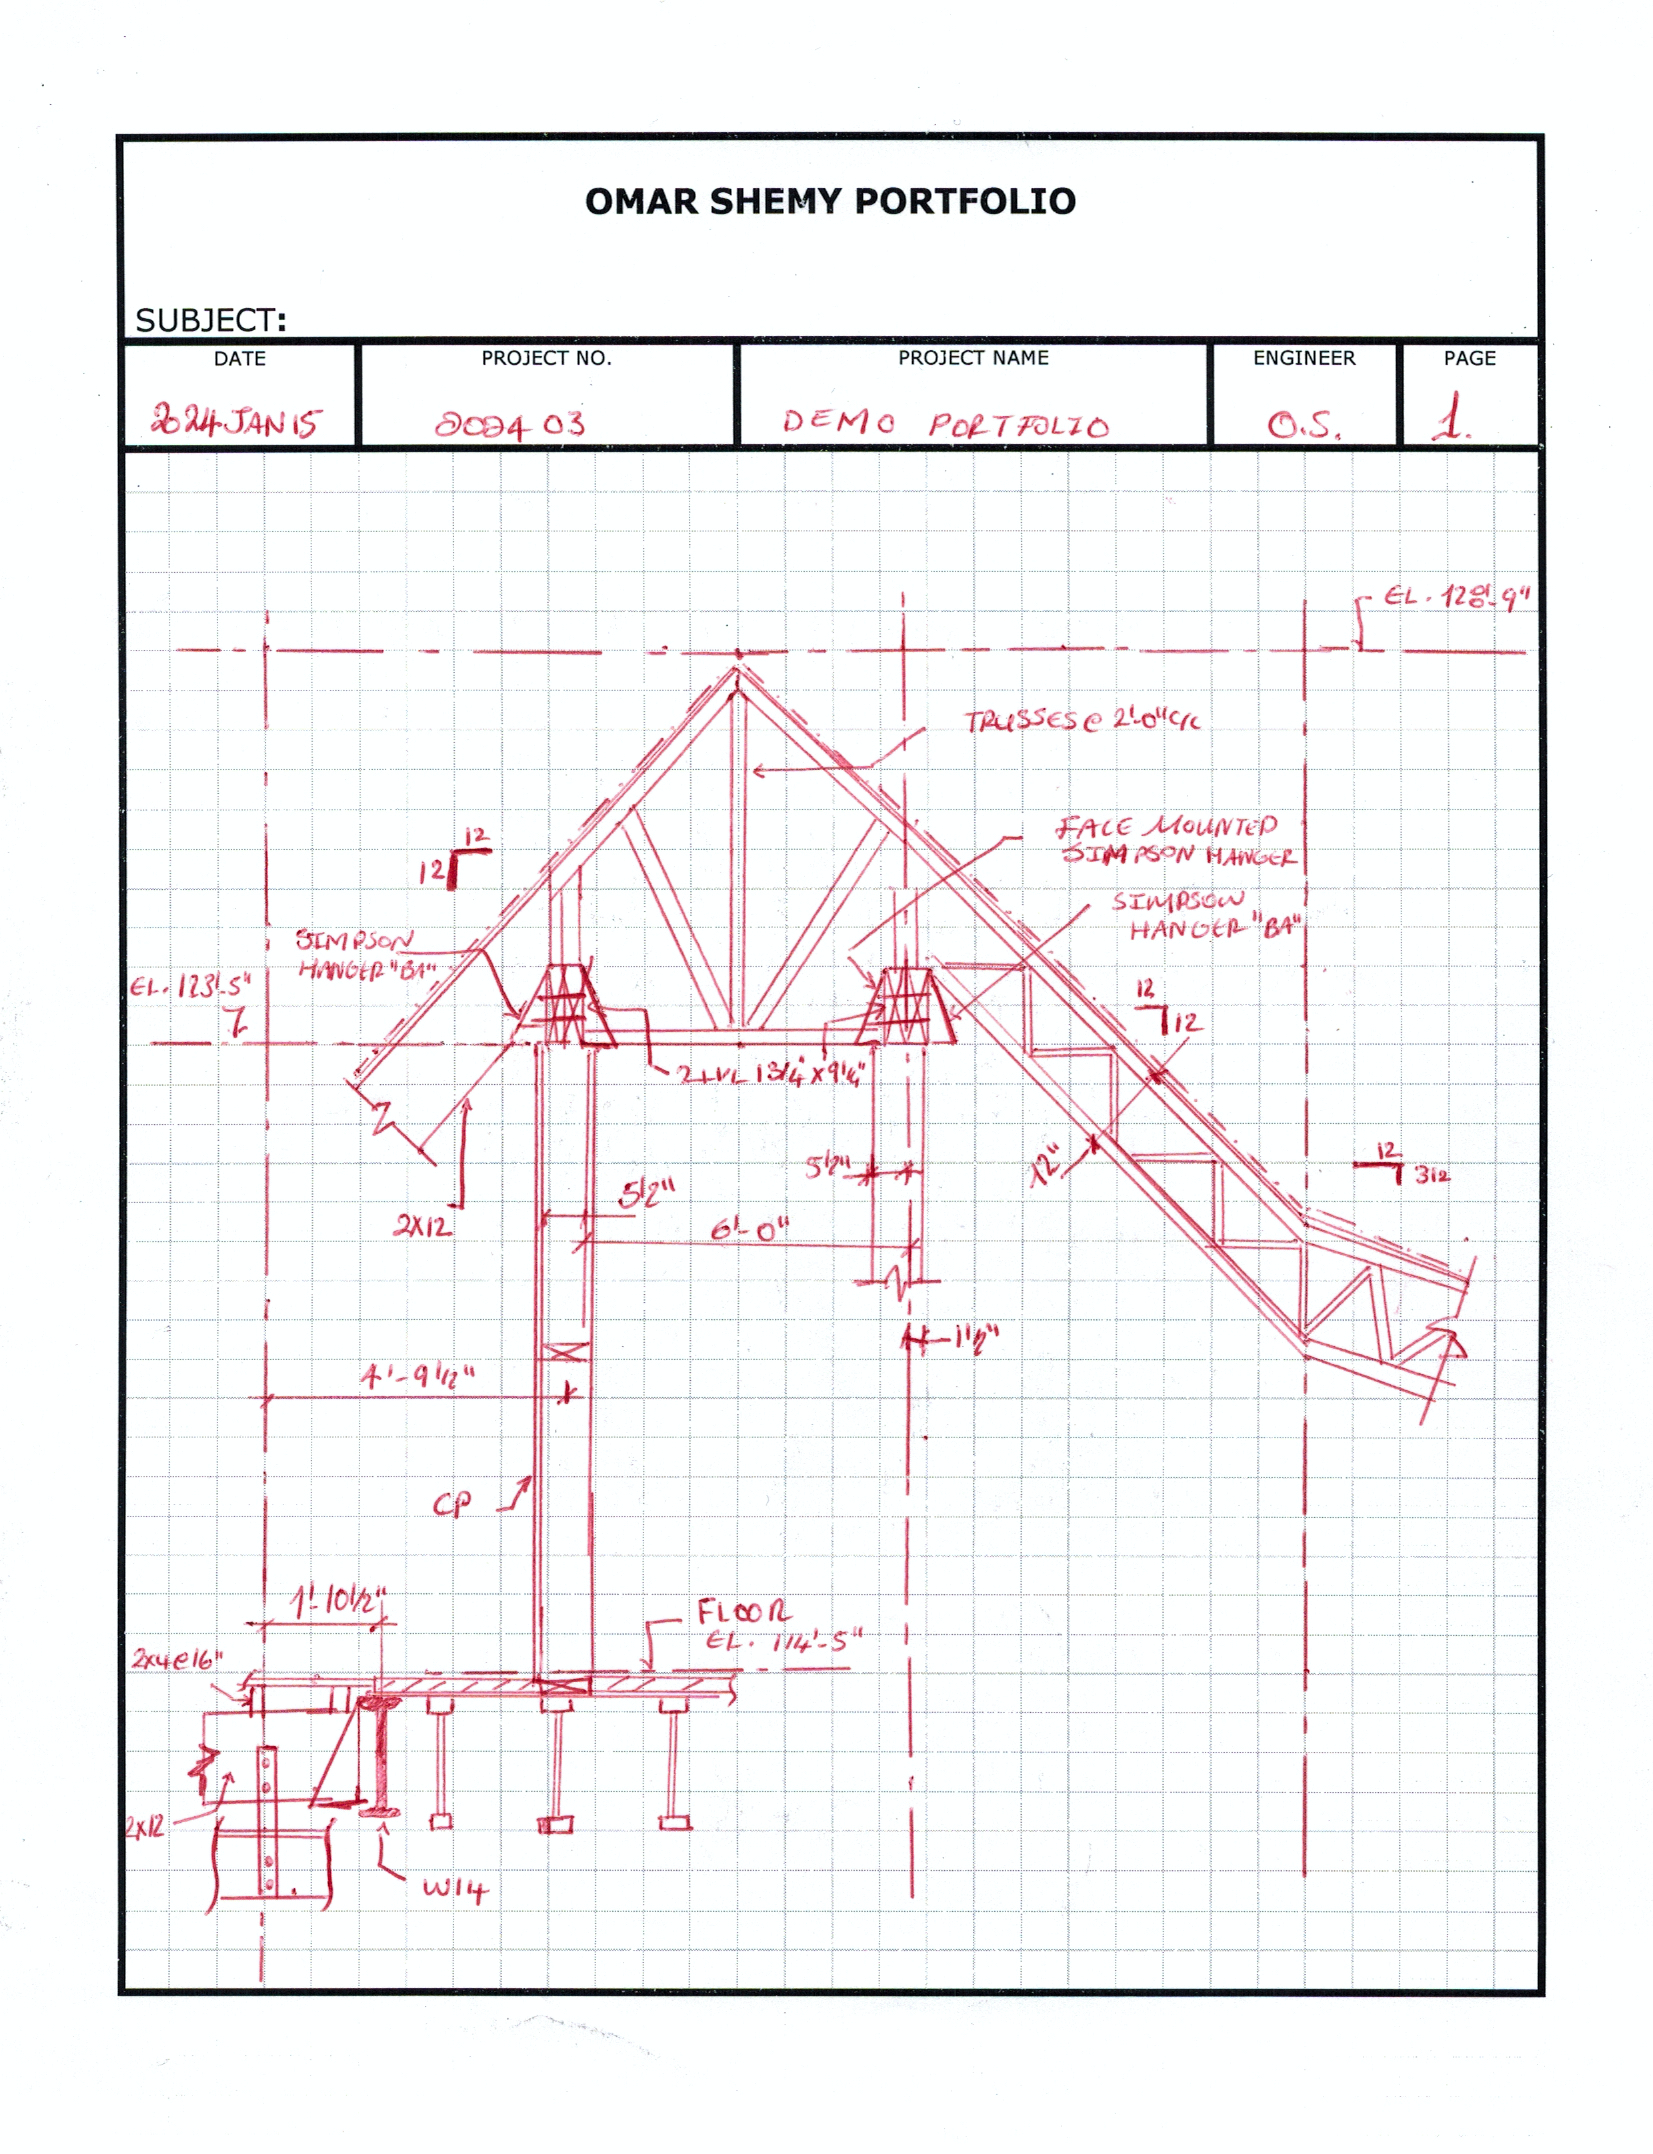 OMAR SHEMY PORTFOLIO
SUBJECT:
DATE
PROJECT NO.
PROJECT NAME
ENGINEER
PAGE
2024 JAN 15
2024 03
DEMO PORTFOLIO
O.S.
1.
EL. 128'-9"
TRUSSES @ 2'-0" C/C
12
12
FACE MOUNTED
SIMPSON HANGER
SIMPSON
HANGER "BA"
SIMPSON
HANGER "BA"
EL. 123'-5"
12
12
2 LVL 1 3/4" x 9 1/4"
12"
5 1/2"
12
3 1/2
2X12
5 1/2"
6'-0"
1 1/2"
4'-9 1/2"
CP
1'-10 1/2"
FLOOR
EL. 114'-5"
2x4@16"
2x12
W14